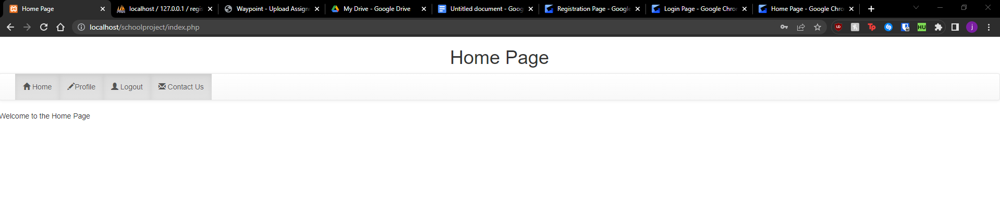 Home Page
localhost / 127.0.0.1 / regis
Waypoint - Upload Assign
My Drive - Google Drive
Untitled document - Goog
Registration Page - Google
Login Page - Google Chro
Home Page - Google Chro
localhost/schoolproject/index.php
Tp
HU
j
Home Page
Home
Profile
Logout
Contact Us
Welcome to the Home Page